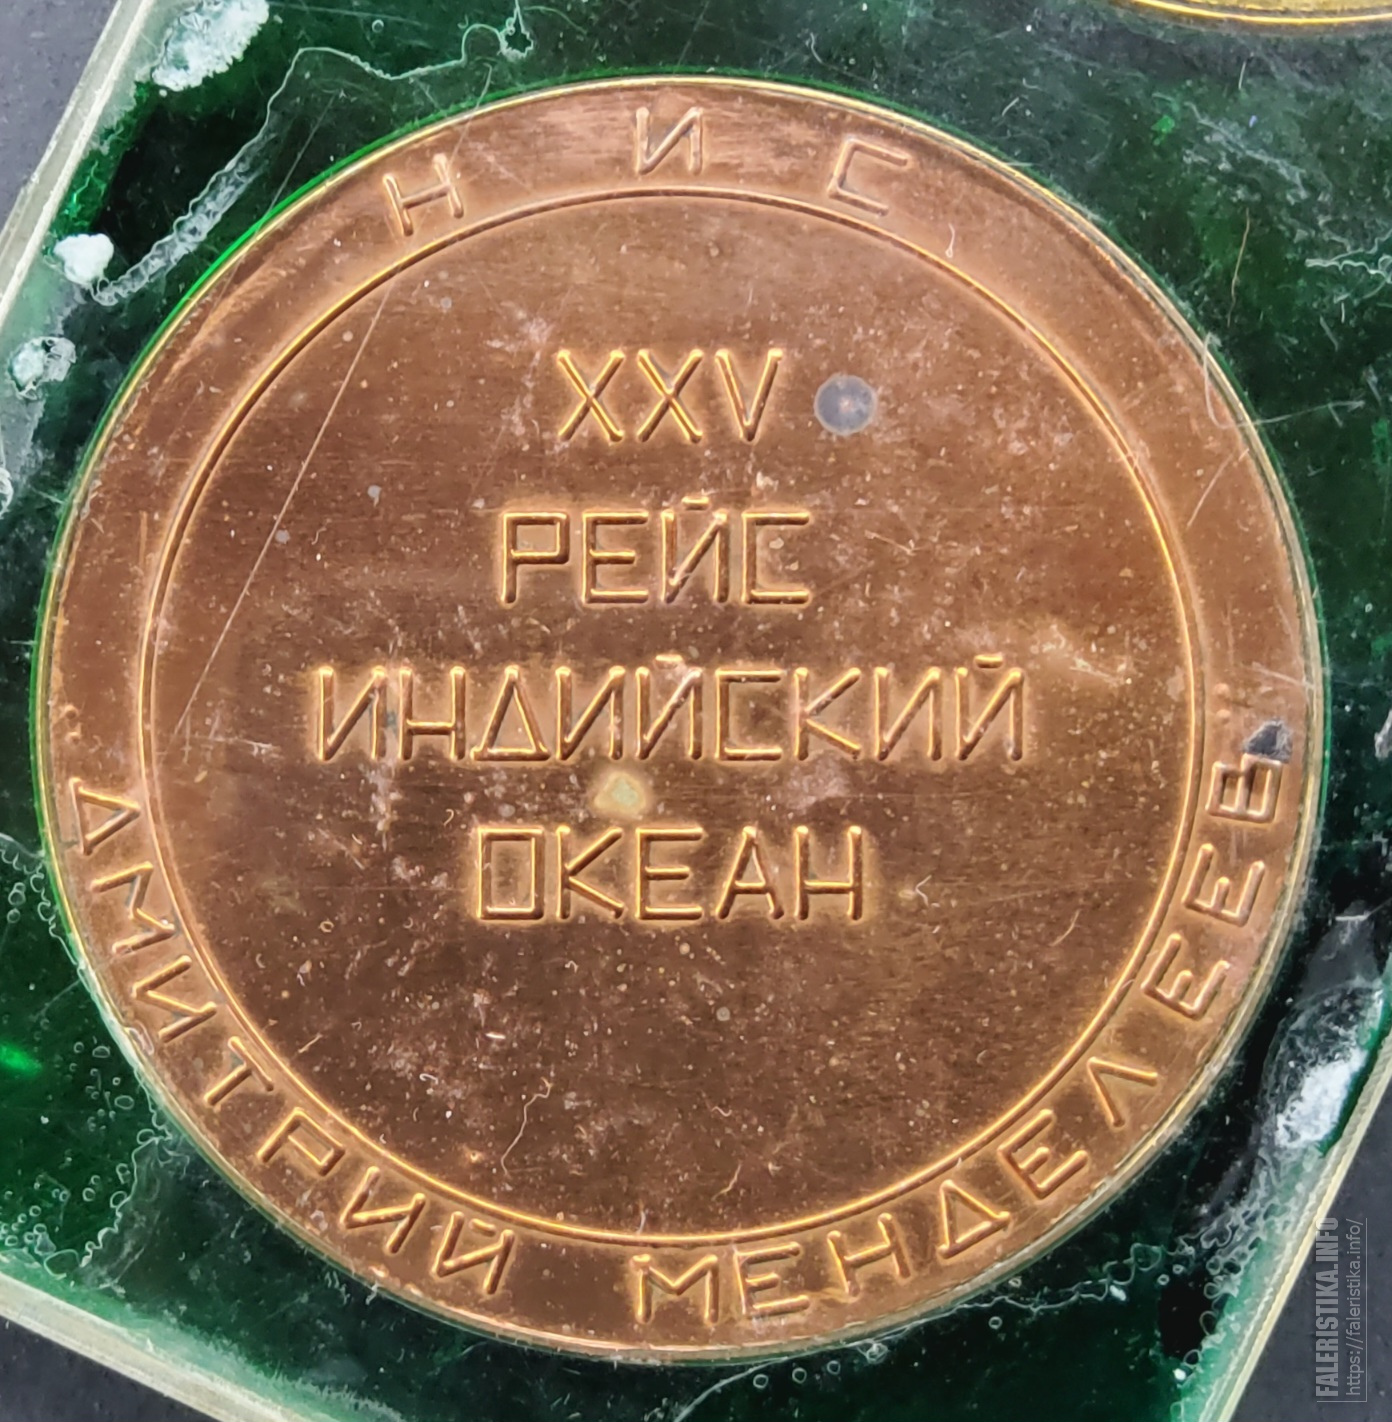 Н И С
XXV
РЕЙС
ИНДИЙСКИЙ
ОКЕАН
ДМИТРИЙ МЕНДЕЛЕЕВ
FALERISTIKA.INFO
https://faleristika.info/